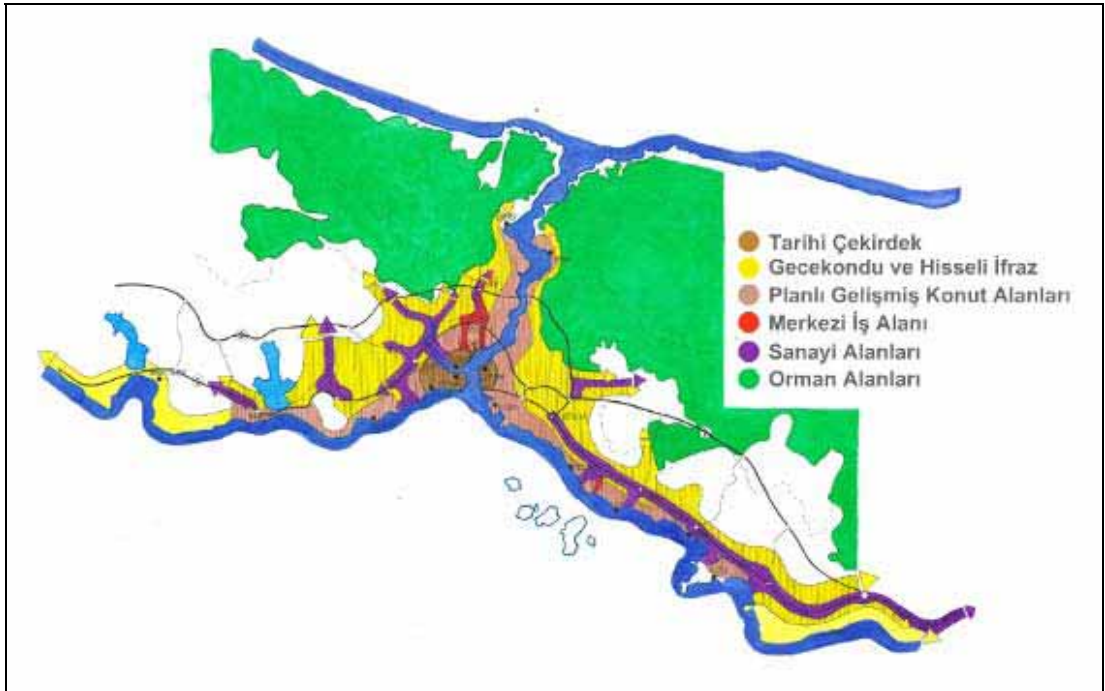 Tarihi Çekirdek
Gecekondu ve Hisseli İfraz
Planlı Gelişmiş Konut Alanları
Merkezi İş Alanı
Sanayi Alanları
Orman Alanları